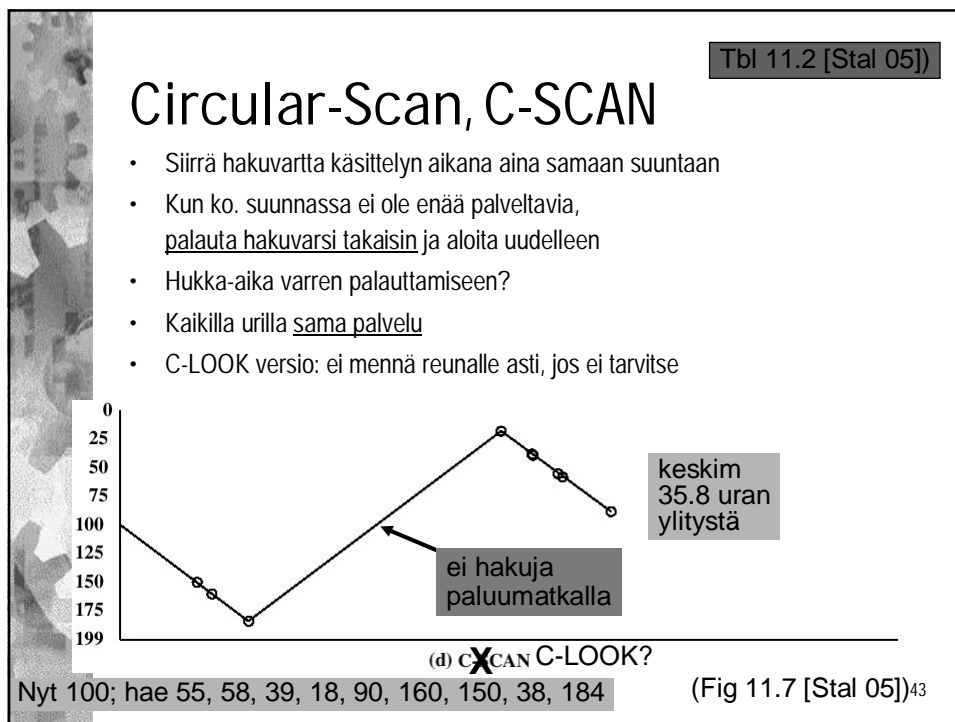 Tbl 11.2 [Stal 05])
Circular-Scan, C-SCAN
• Siirrä hakuvartta käsittelyn aikana aina samaan suuntaan
• Kun ko. suunnassa ei ole enää palveltavia,
palauta hakuvarsi takaisin ja aloita uudelleen
• Hukka-aika varren palauttamiseen?
• Kaikilla urilla sama palvelu
• C-LOOK versio: ei mennä reunalle asti, jos ei tarvitse
0
25
50
75
100
125
150
175
199
keskim
35.8 uran
ylitystä
ei hakuja
paluumatkalla
(d) C-SCAN C-LOOK?
X
Nyt 100; hae 55, 58, 39, 18, 90, 160, 150, 38, 184
(Fig 11.7 [Stal 05])
43